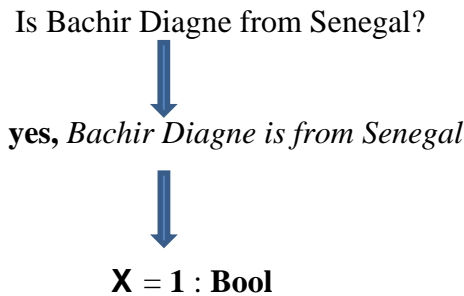 Is Bachir Diagne from Senegal?
yes, Bachir Diagne is from Senegal
X = 1 : Bool